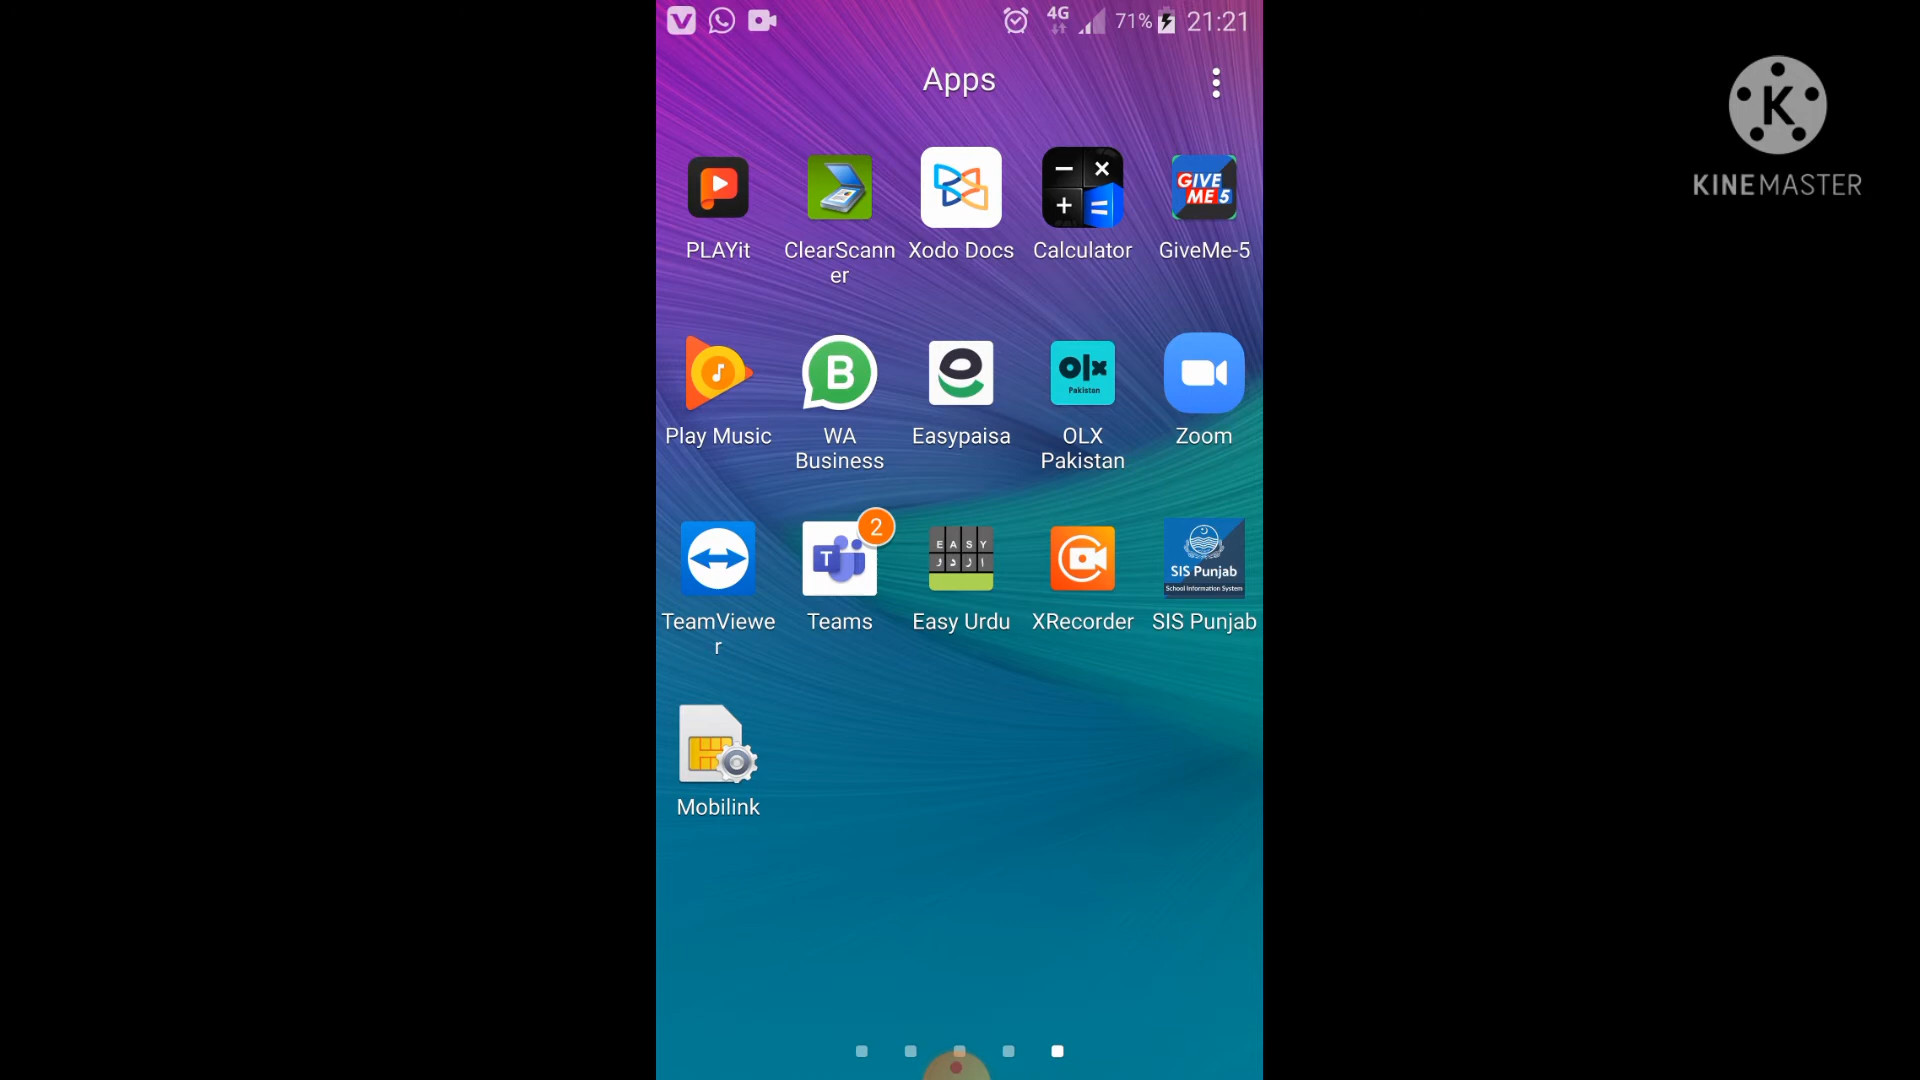 4G 71% 21:21
Apps
K
KINEMASTER
GIVE
ME 5
PLAYit ClearScann Xodo Docs Calculator GiveMe-5
er
B olx
Pakistan
Play Music WA Easypaisa OLX Zoom
Business Pakistan
2
T EASY SIS Punjab
اردو School Information System
TeamViewe Teams Easy Urdu XRecorder SIS Punjab
r
Mobilink